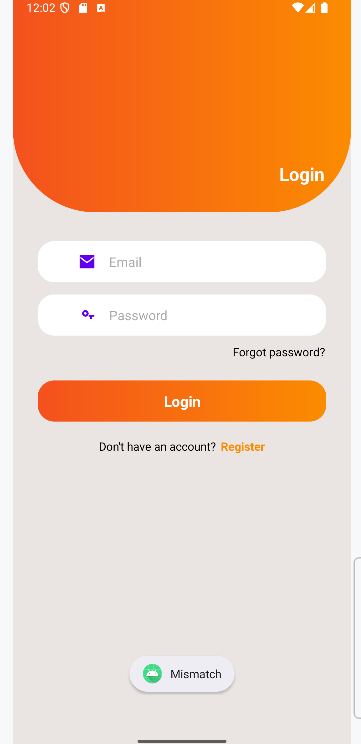 12:02
Login
Email
Password
Forgot password?
Login
Don't have an account? Register
Mismatch